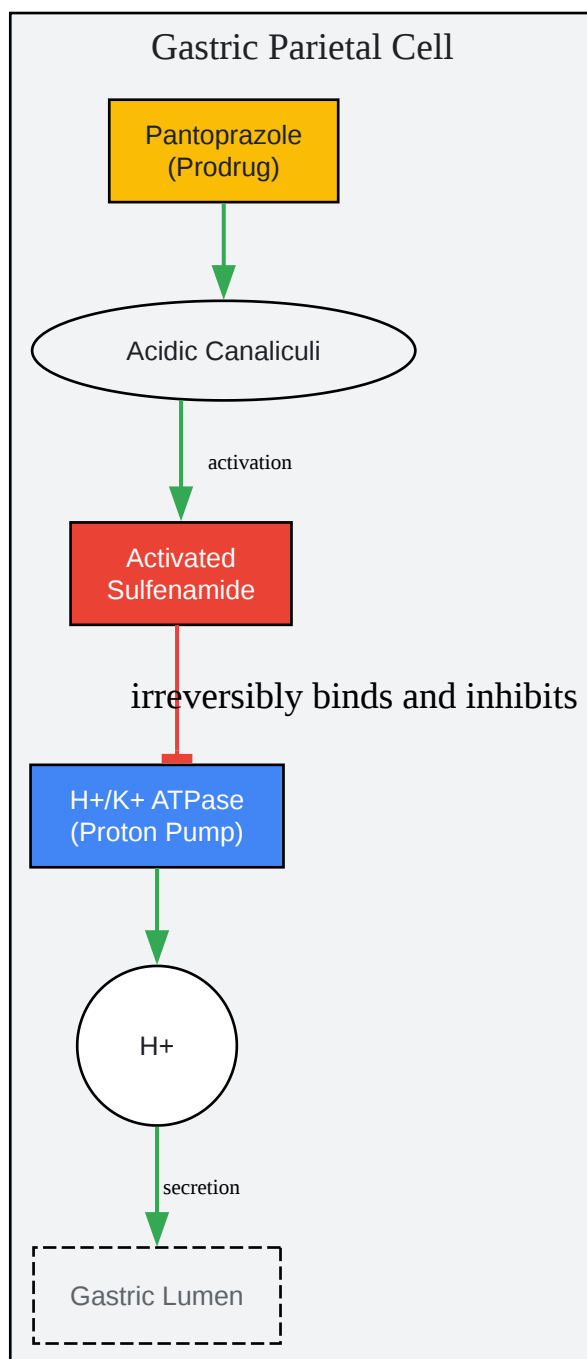 Gastric Parietal Cell
Pantoprazole
(Prodrug)
Acidic Canaliculi
activation
Activated
Sulfenamide
irreversibly binds and inhibits
H+/K+ ATPase
(Proton Pump)
H+
secretion
Gastric Lumen